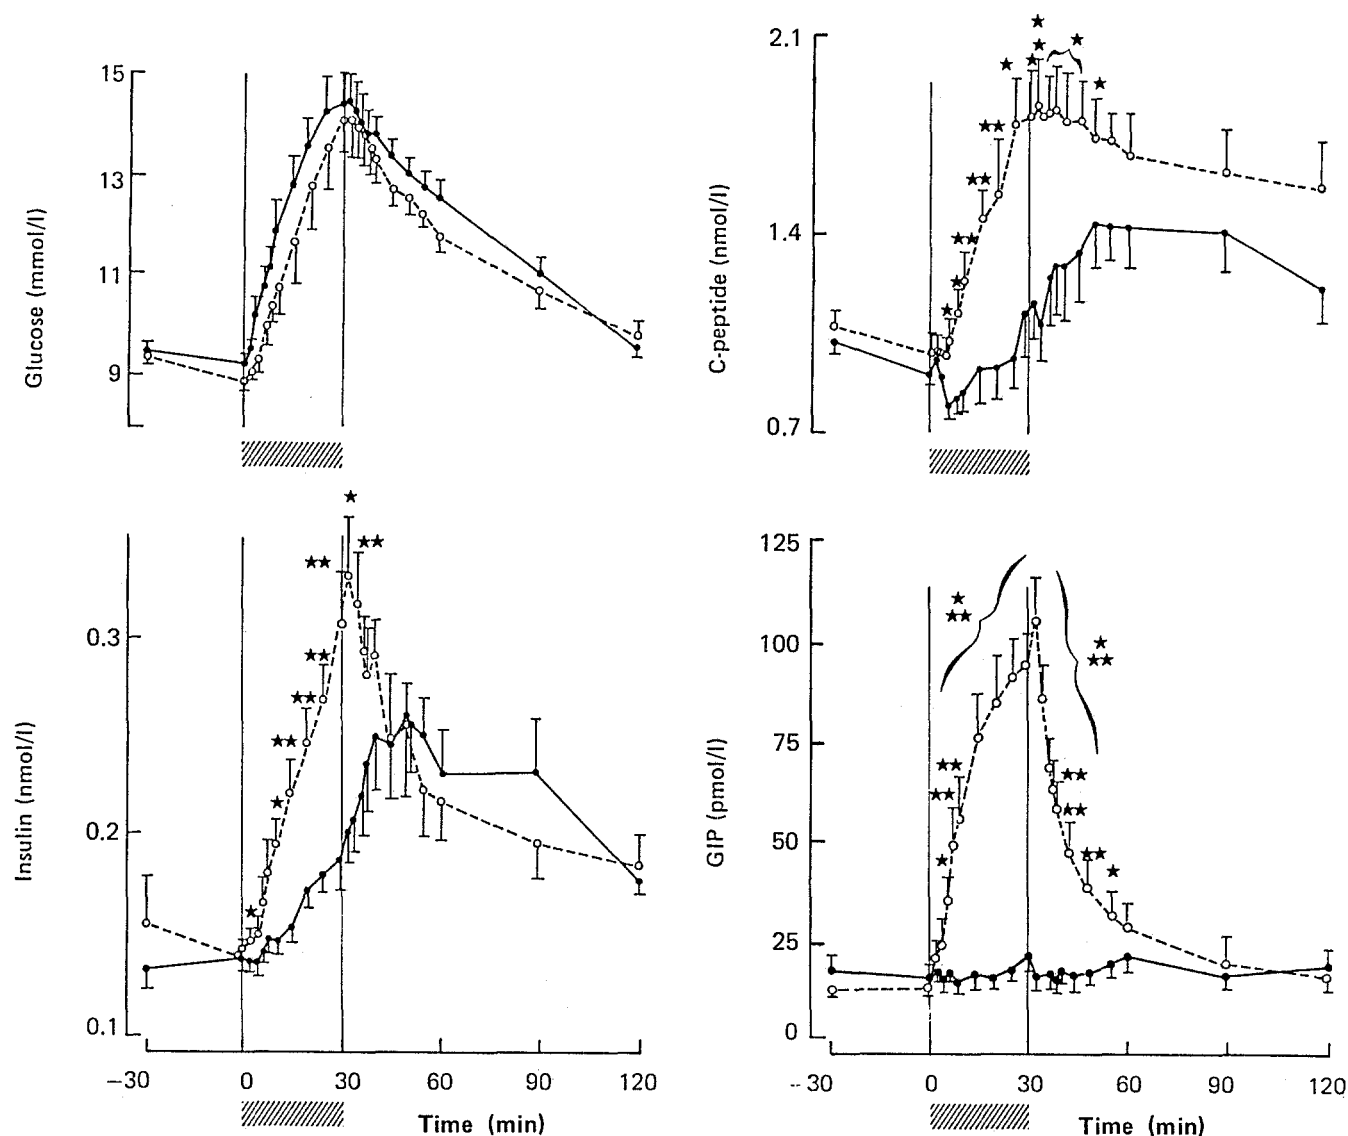 15
13
11
9
Glucose (mmol/l)
2.1
1.4
0.7
C-peptide (nmol/l)
0.3
0.2
0.1
Insulin (nmol/l)
-30 0 30 60 90 120
Time (min)
125
100
75
50
25
0
GIP (pmol/l)
-30 0 30 60 90 120
Time (min)